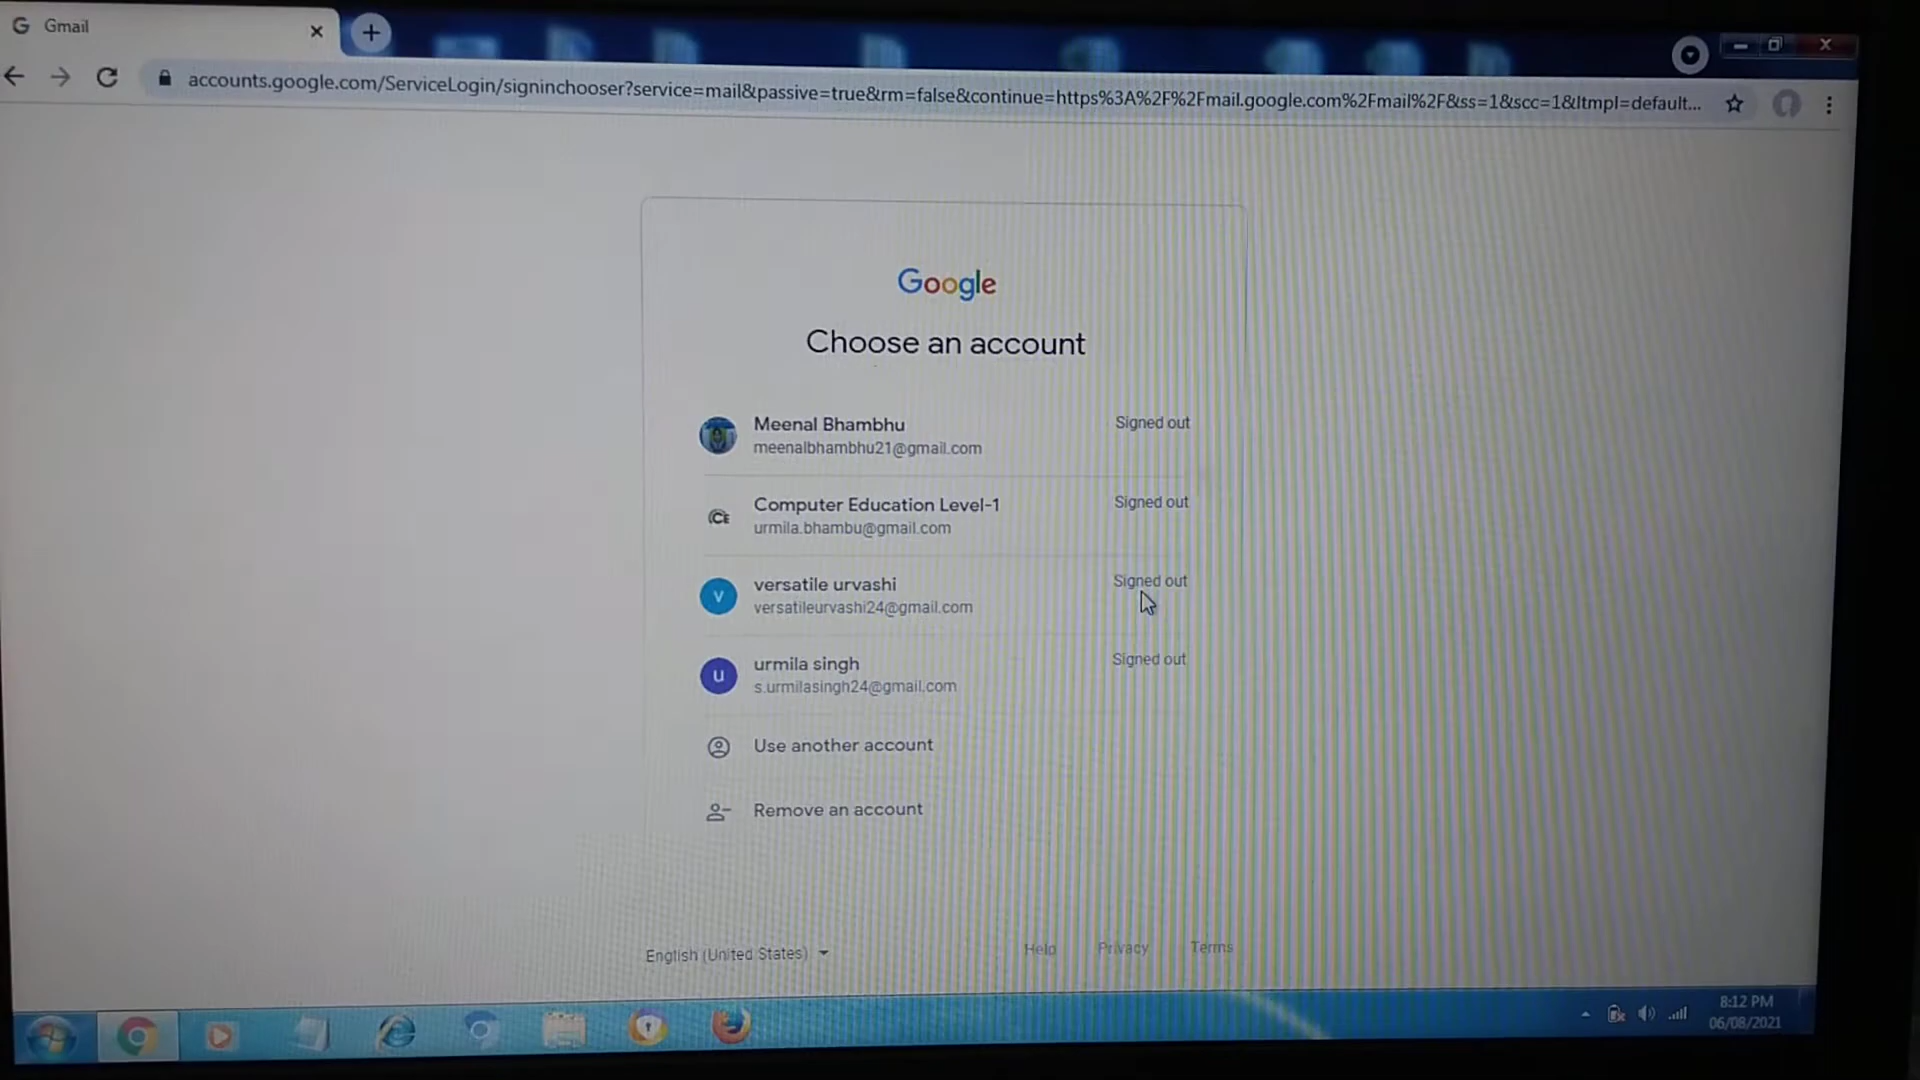 Gmail
accounts.google.com/ServiceLogin/signinchooser?service=mail&passive=true&rm=false&continue=https%3A%2F%2Fmail.google.com%2Fmail%2F&ss=1&scc=1&ltmpl=default...
Google
Choose an account
Meenal Bhambhu Signed out
meenalbhambhu21@gmail.com
Computer Education Level-1 Signed out
urmila.bhambu@gmail.com
versatile urvashi Signed out
versatileurvashi24@gmail.com
urmila singh Signed out
s.urmilasingh24@gmail.com
Use another account
Remove an account
English (United States) Help Privacy Terms
8:12 PM
06/08/2021